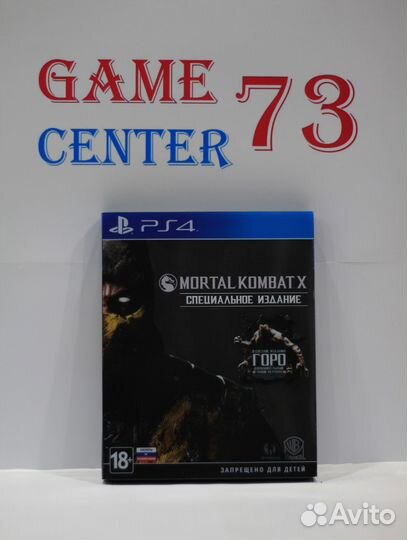 GAME
CENTER
73
PS4
MORTAL KOMBAT X
СПЕЦИАЛЬНОЕ ИЗДАНИЕ
ГОРО
18+
ЗАПРЕЩЕНО ДЛЯ ДЕТЕЙ
Avito